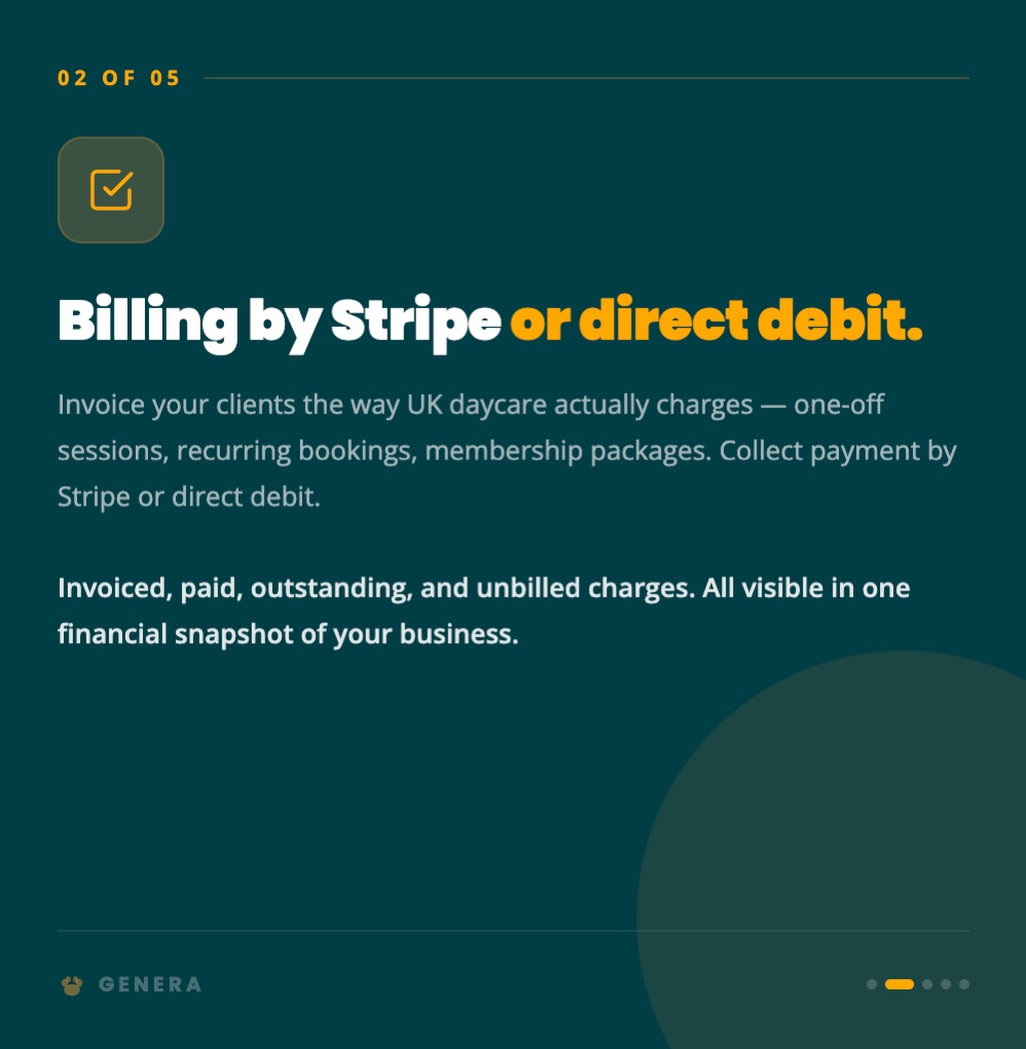 02 OF 05
Billing by Stripe or direct debit.
Invoice your clients the way UK daycare actually charges — one-off
sessions, recurring bookings, membership packages. Collect payment by
Stripe or direct debit.
Invoiced, paid, outstanding, and unbilled charges. All visible in one
financial snapshot of your business.
GENERA